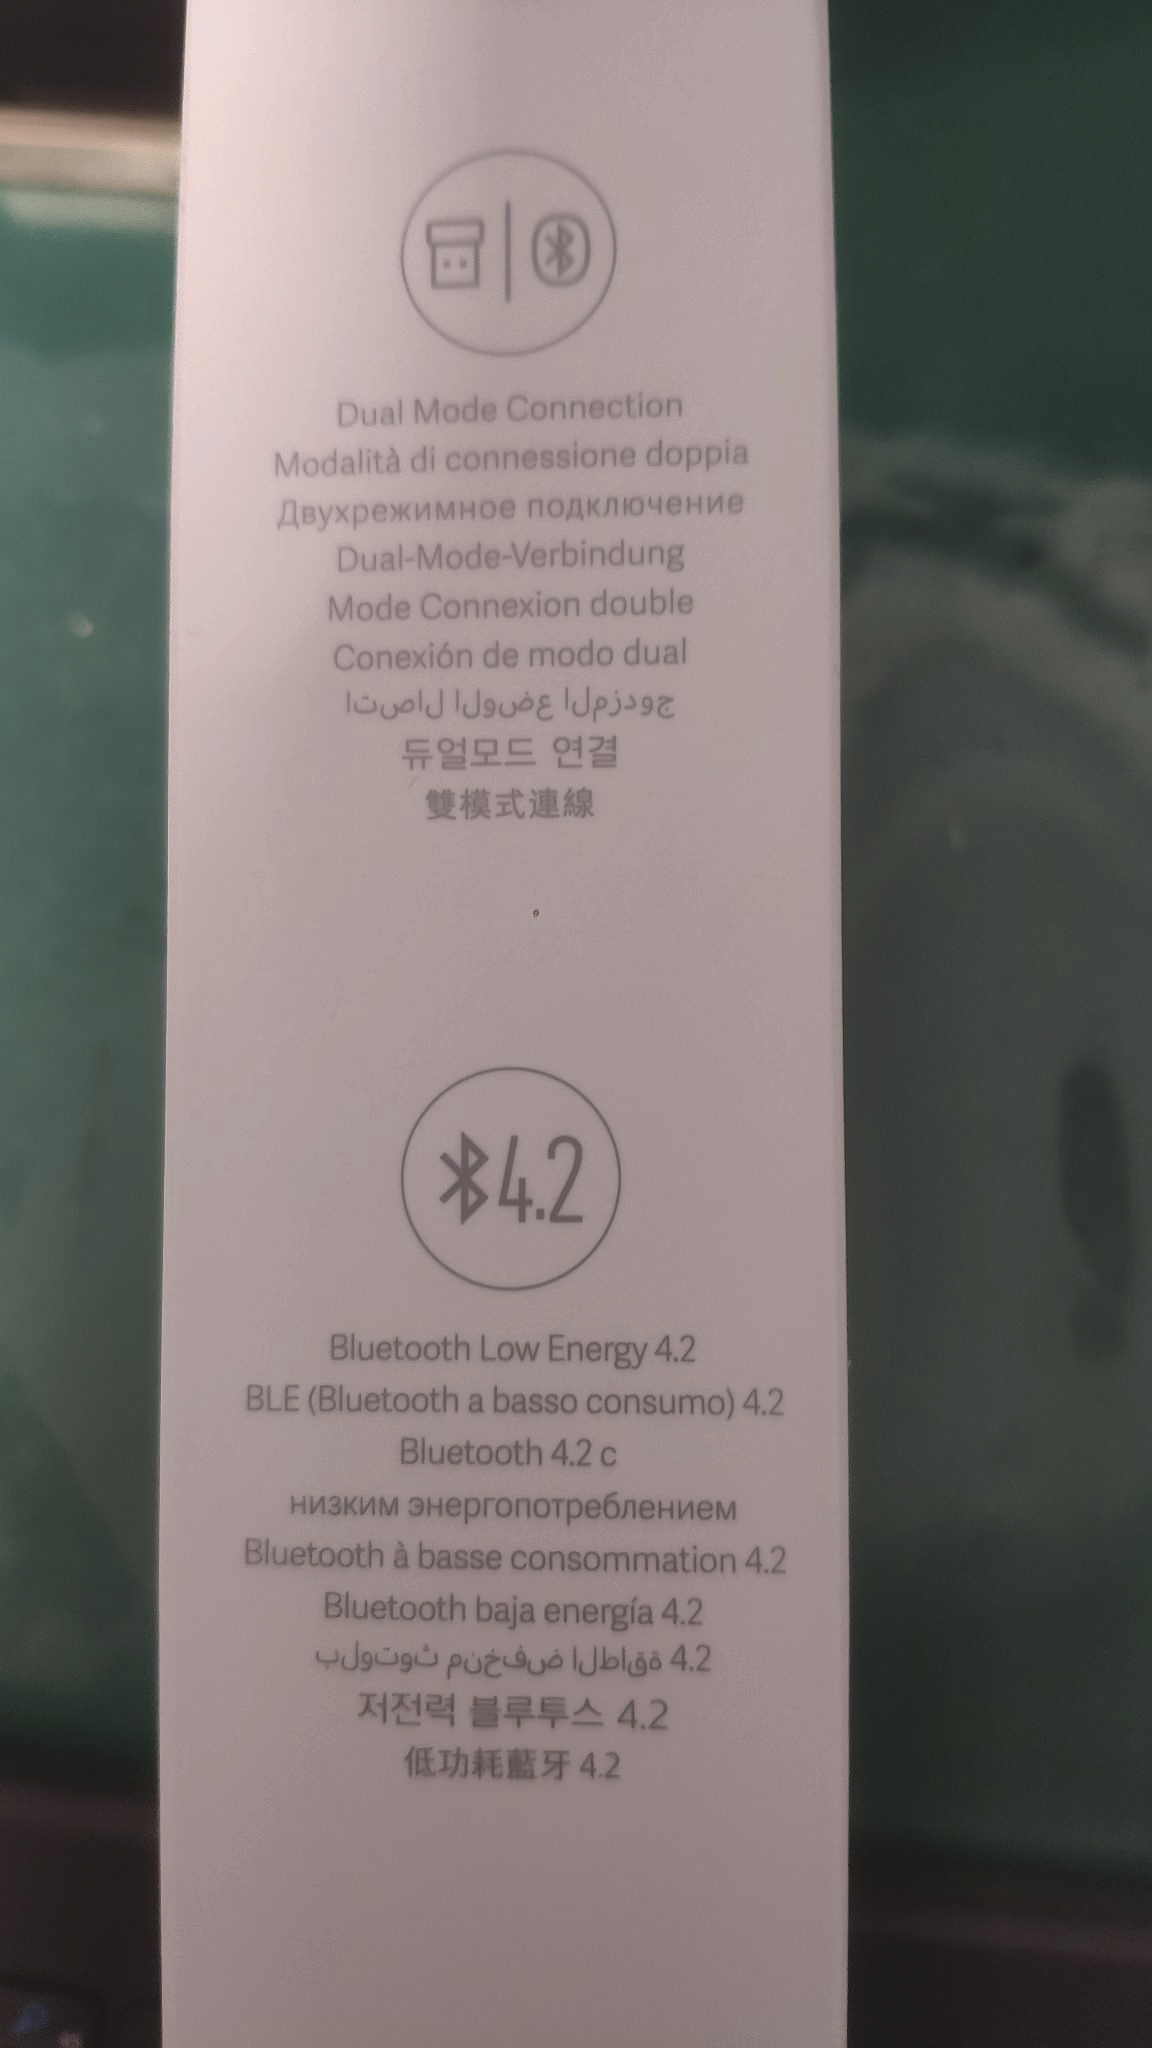 Dual Mode Connection
Modalità di connessione doppia
Двухрежимное подключение
Dual-Mode-Verbindung
Mode Connexion double
Conexión de modo dual
اتصال الوضع المزدوج
듀얼모드 연결
雙模式連線
4.2
Bluetooth Low Energy 4.2
BLE (Bluetooth a basso consumo) 4.2
Bluetooth 4.2 с
низким энергопотреблением
Bluetooth à basse consommation 4.2
Bluetooth baja energía 4.2
بلوتوث منخفض الطاقة 4.2
저전력 블루투스 4.2
低功耗藍牙 4.2